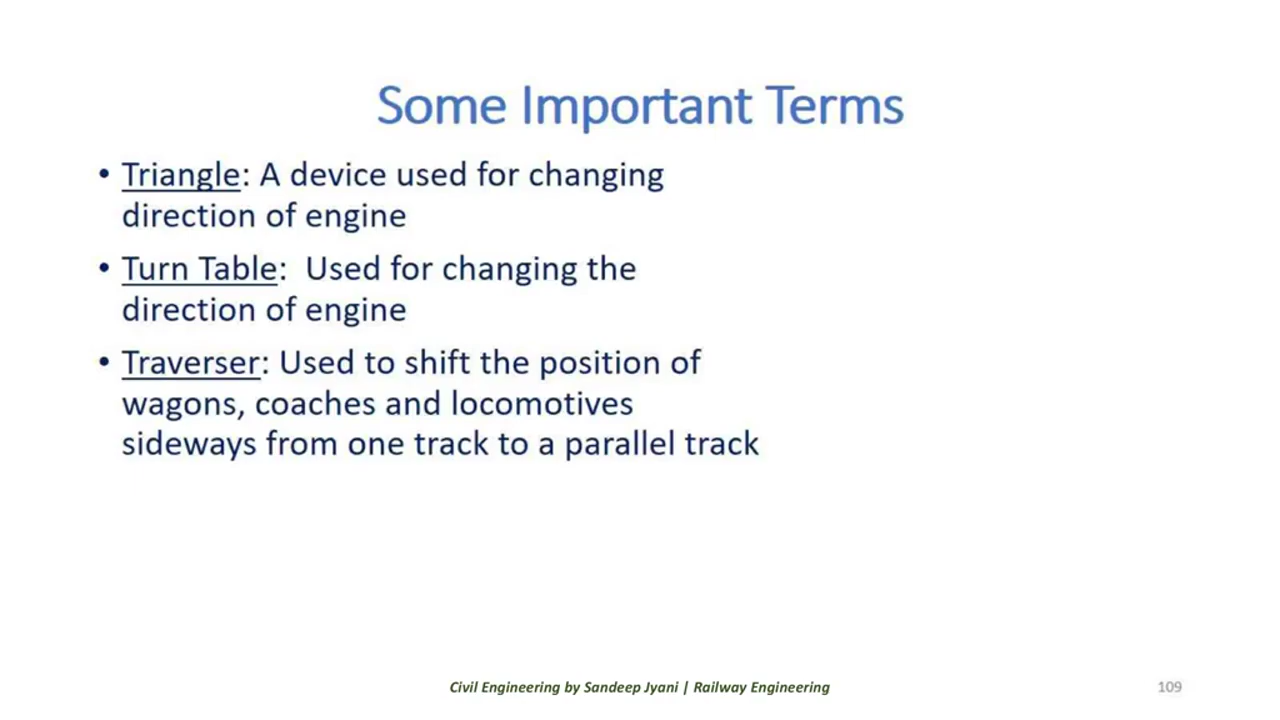 Some Important Terms
• Triangle: A device used for changing
direction of engine
• Turn Table:  Used for changing the
direction of engine
• Traverser: Used to shift the position of
wagons, coaches and locomotives
sideways from one track to a parallel track
Civil Engineering by Sandeep Jyani | Railway Engineering
109